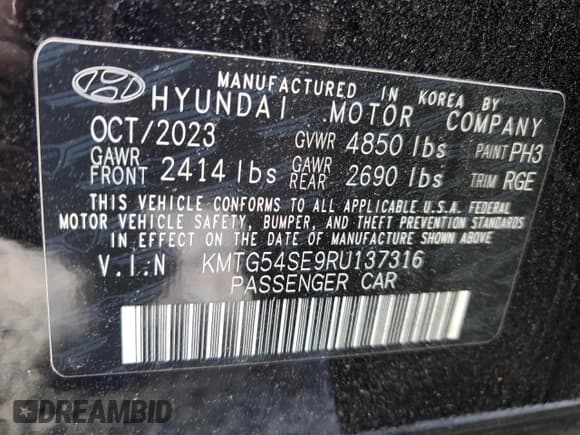 MANUFACTURED IN KOREA BY
HYUNDAI MOTOR COMPANY
OCT/2023 GVWR 4850 lbs PAINT PH3
GAWR FRONT 2414 lbs GAWR REAR 2690 lbs TRIM RGE
THIS VEHICLE CONFORMS TO ALL APPLICABLE U.S.A. FEDERAL
MOTOR VEHICLE SAFETY, BUMPER, AND THEFT PREVENTION STANDARDS
IN EFFECT ON THE DATE OF MANUFACTURE SHOWN ABOVE
V.I.N KMTG54SE9RU137316
PASSENGER CAR
DREAMBID